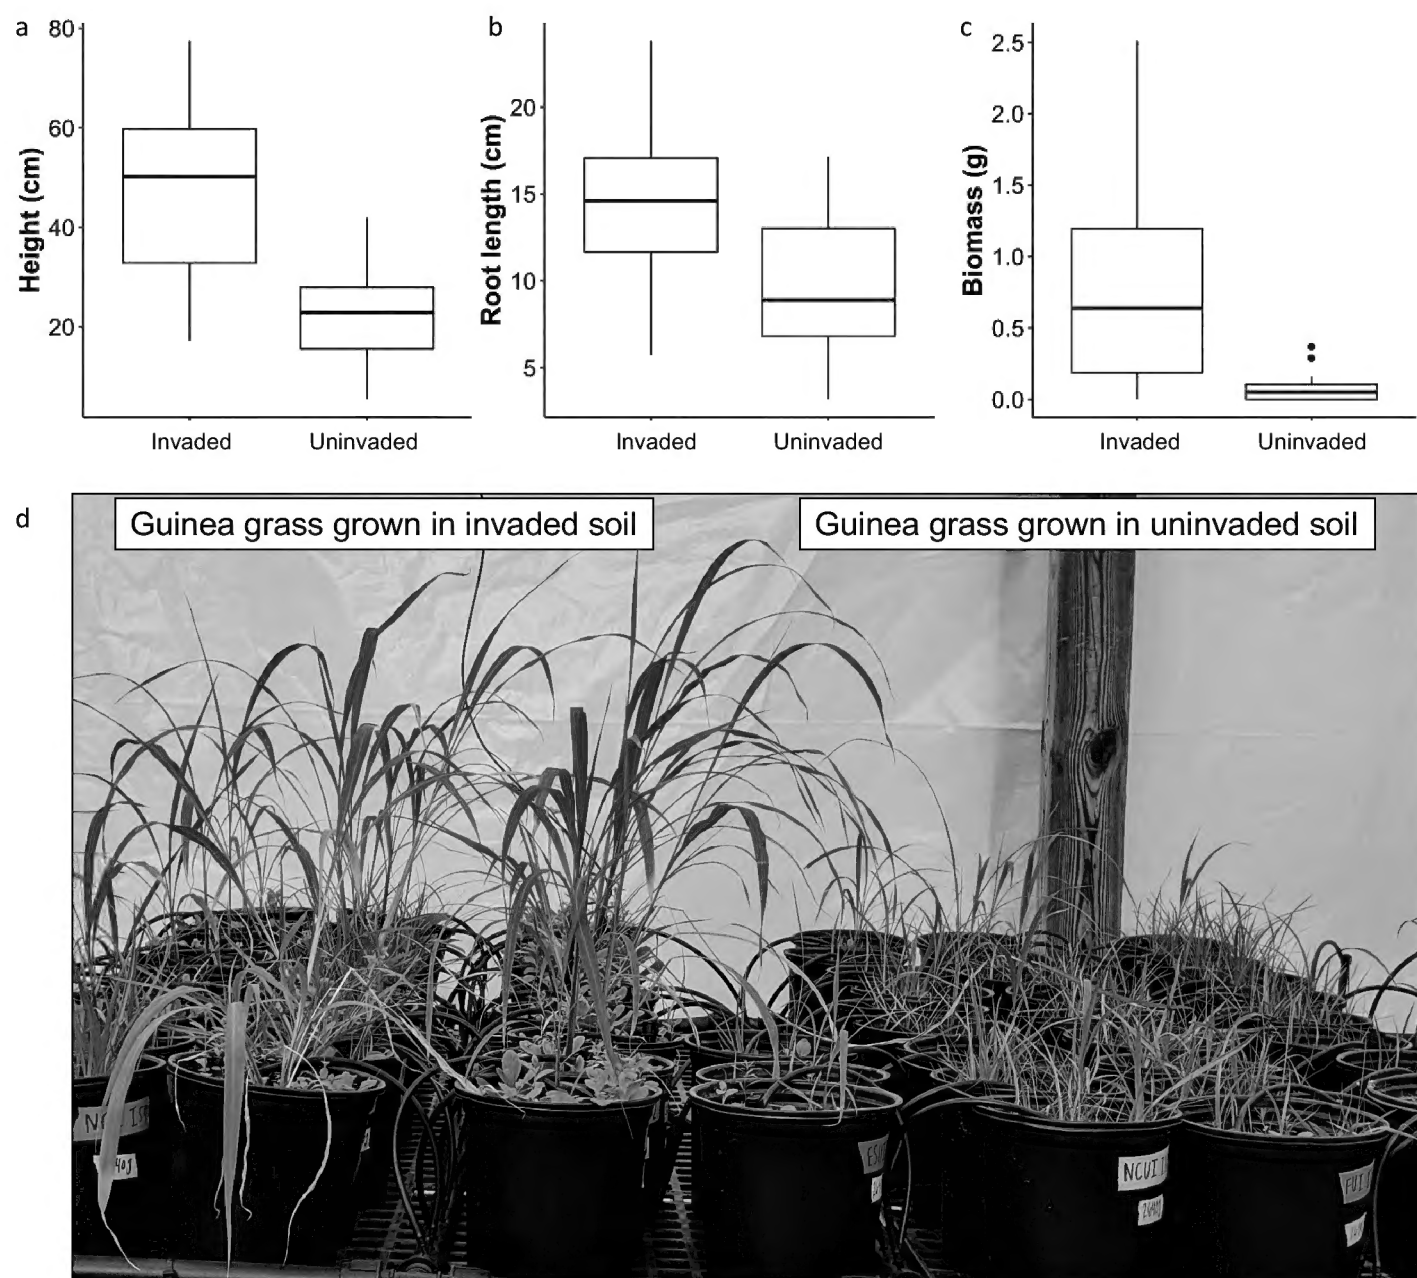 a
80
60
40
20
Height (cm)
Invaded
Uninvaded
b
20
15
10
5
Root length (cm)
Invaded
Uninvaded
c
2.5
2.0
1.5
1.0
0.5
0.0
Biomass (g)
Invaded
Uninvaded
d
Guinea grass grown in invaded soil
Guinea grass grown in uninvaded soil
NCUI